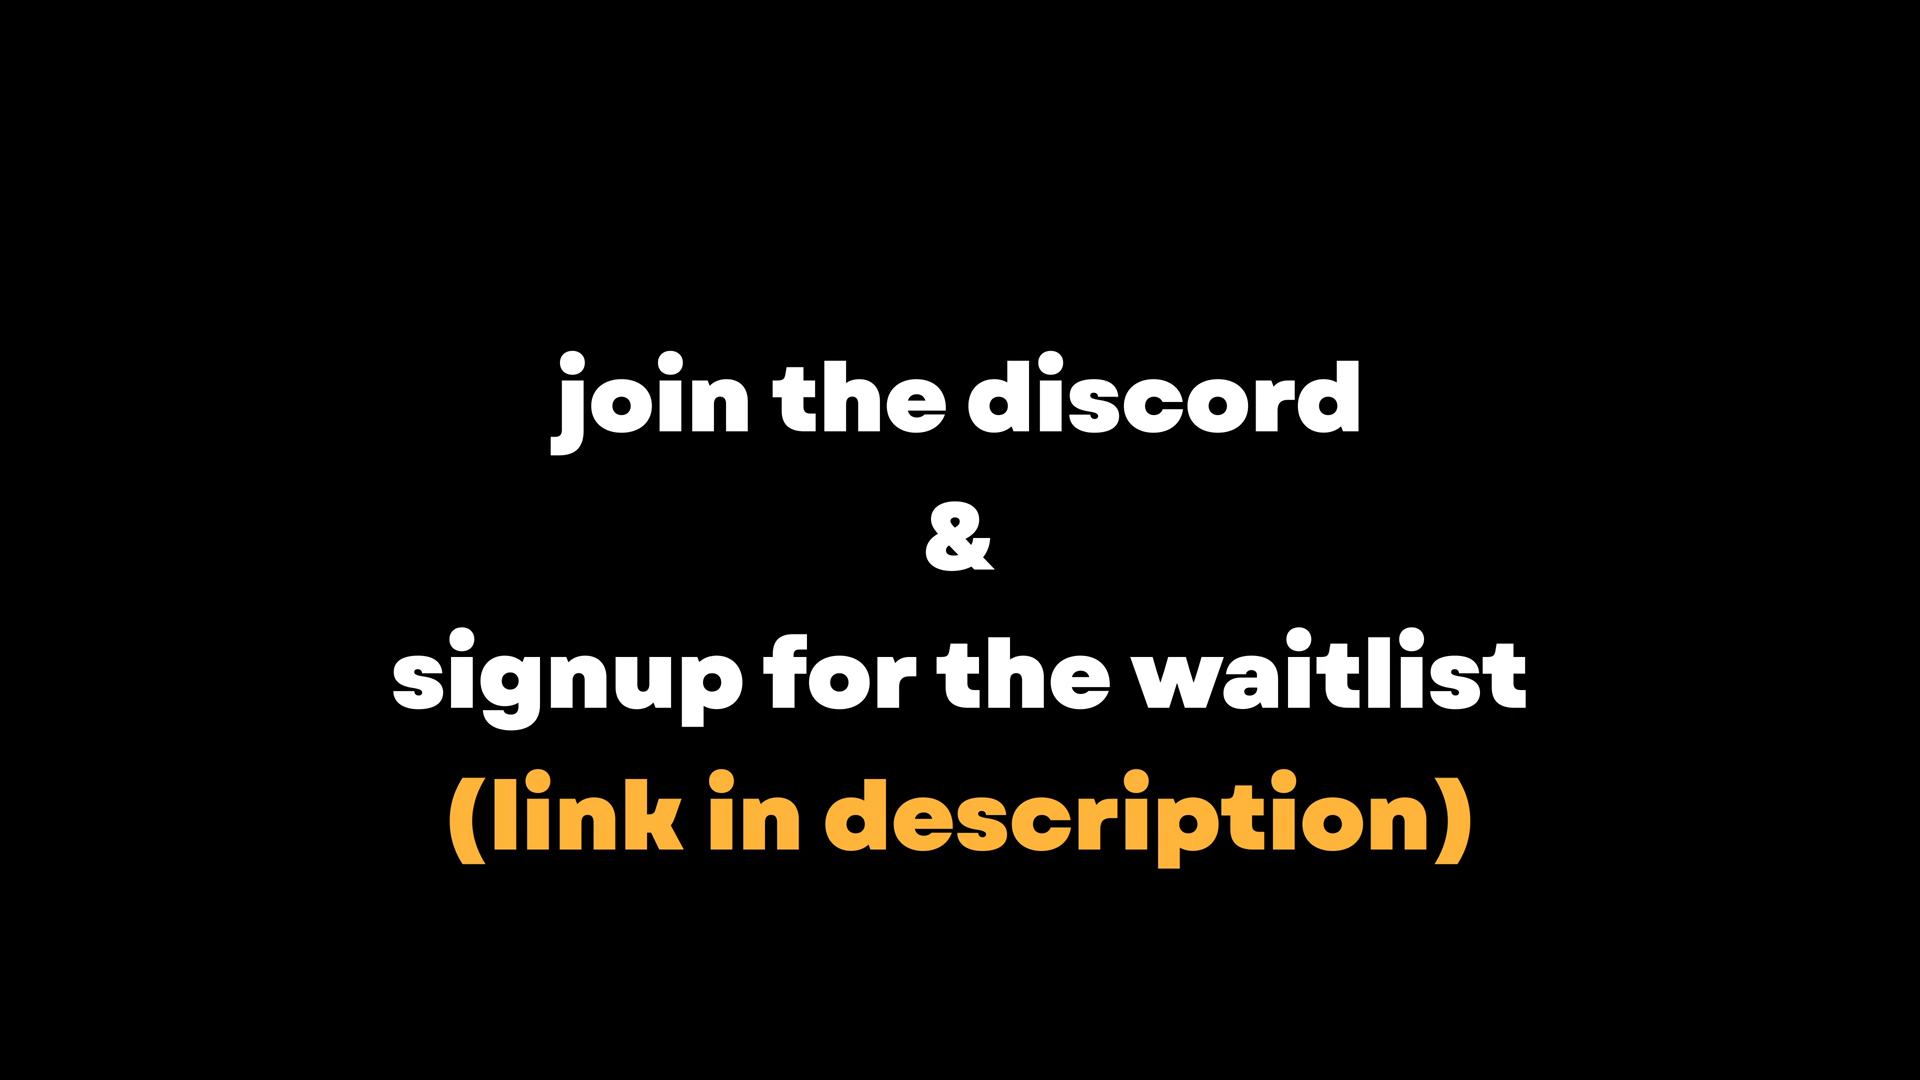 join the discord
&
signup for the waitlist
(link in description)